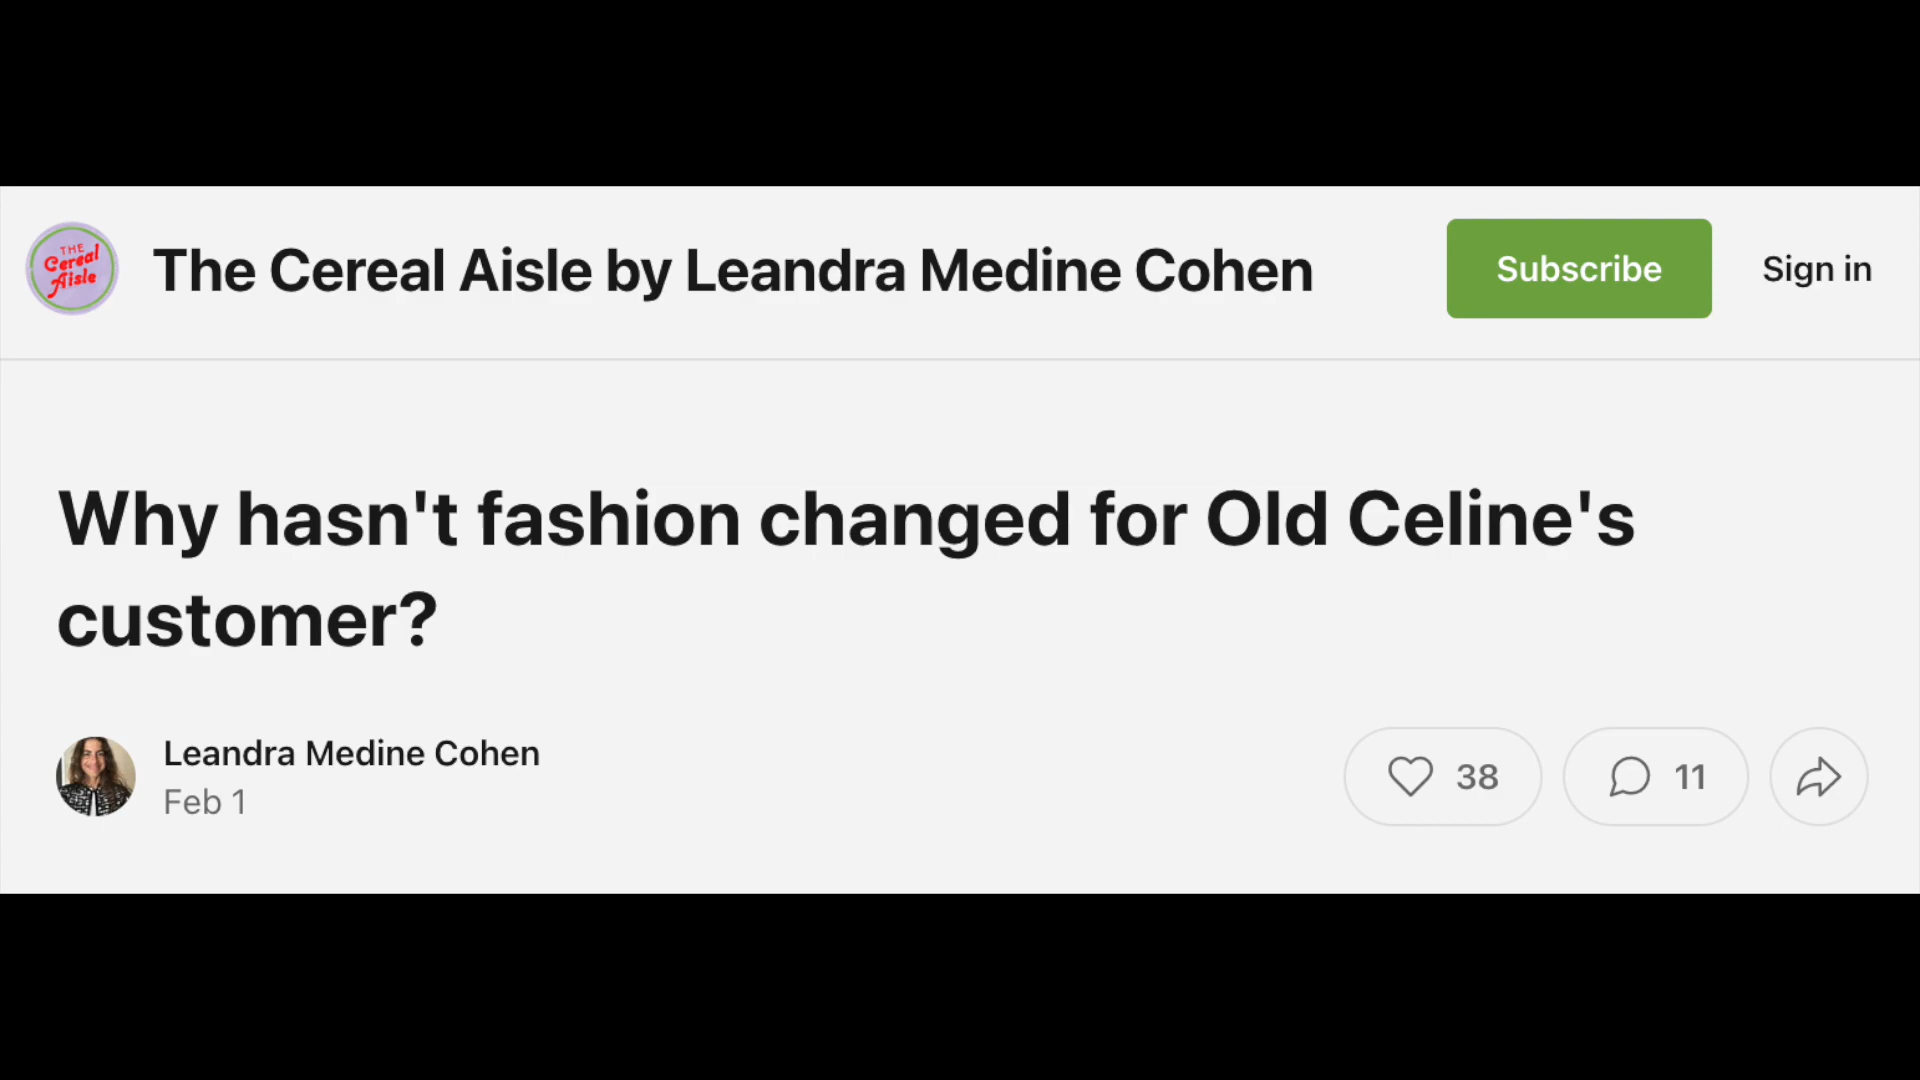 THE
Cereal
Aisle
The Cereal Aisle by Leandra Medine Cohen
Subscribe
Sign in
Why hasn't fashion changed for Old Celine's
customer?
Leandra Medine Cohen
Feb 1
38
11